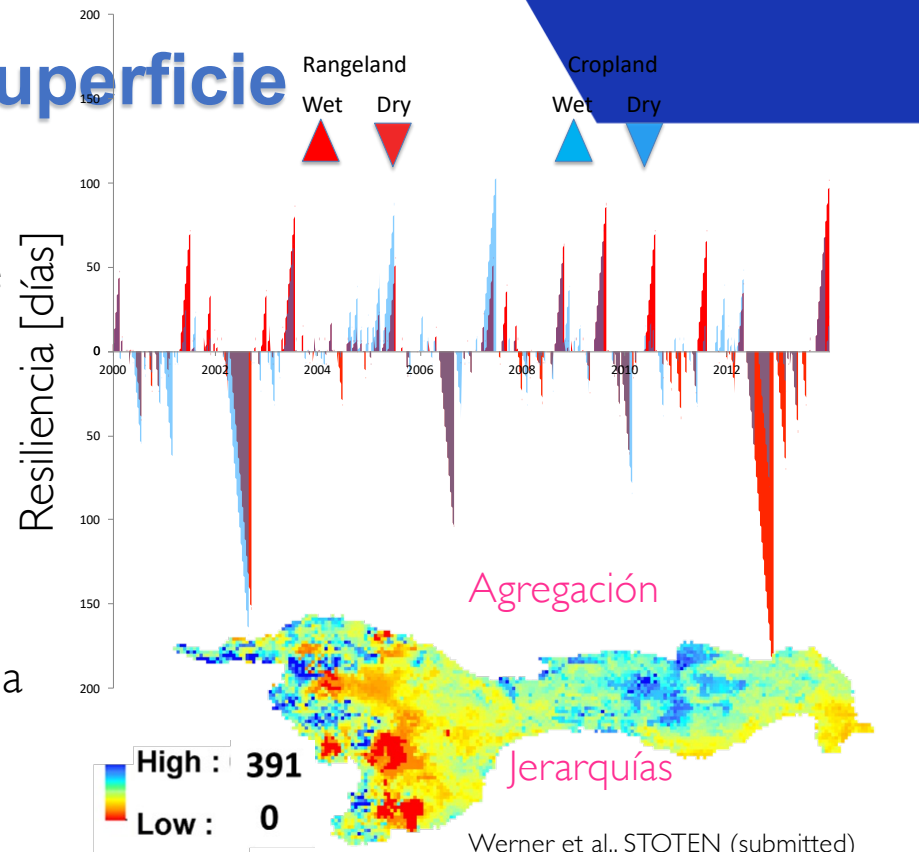 200
uperficie
150
Rangeland
Cropland
Wet
Dry
Wet
Dry
100
50
0
2000
2002
2004
2006
2008
2010
2012
50
100
150
200
Resiliencia [días]
Agregación
a
Jerarquías
High : 391
Low : 0
Werner et al., STOTEN (submitted)